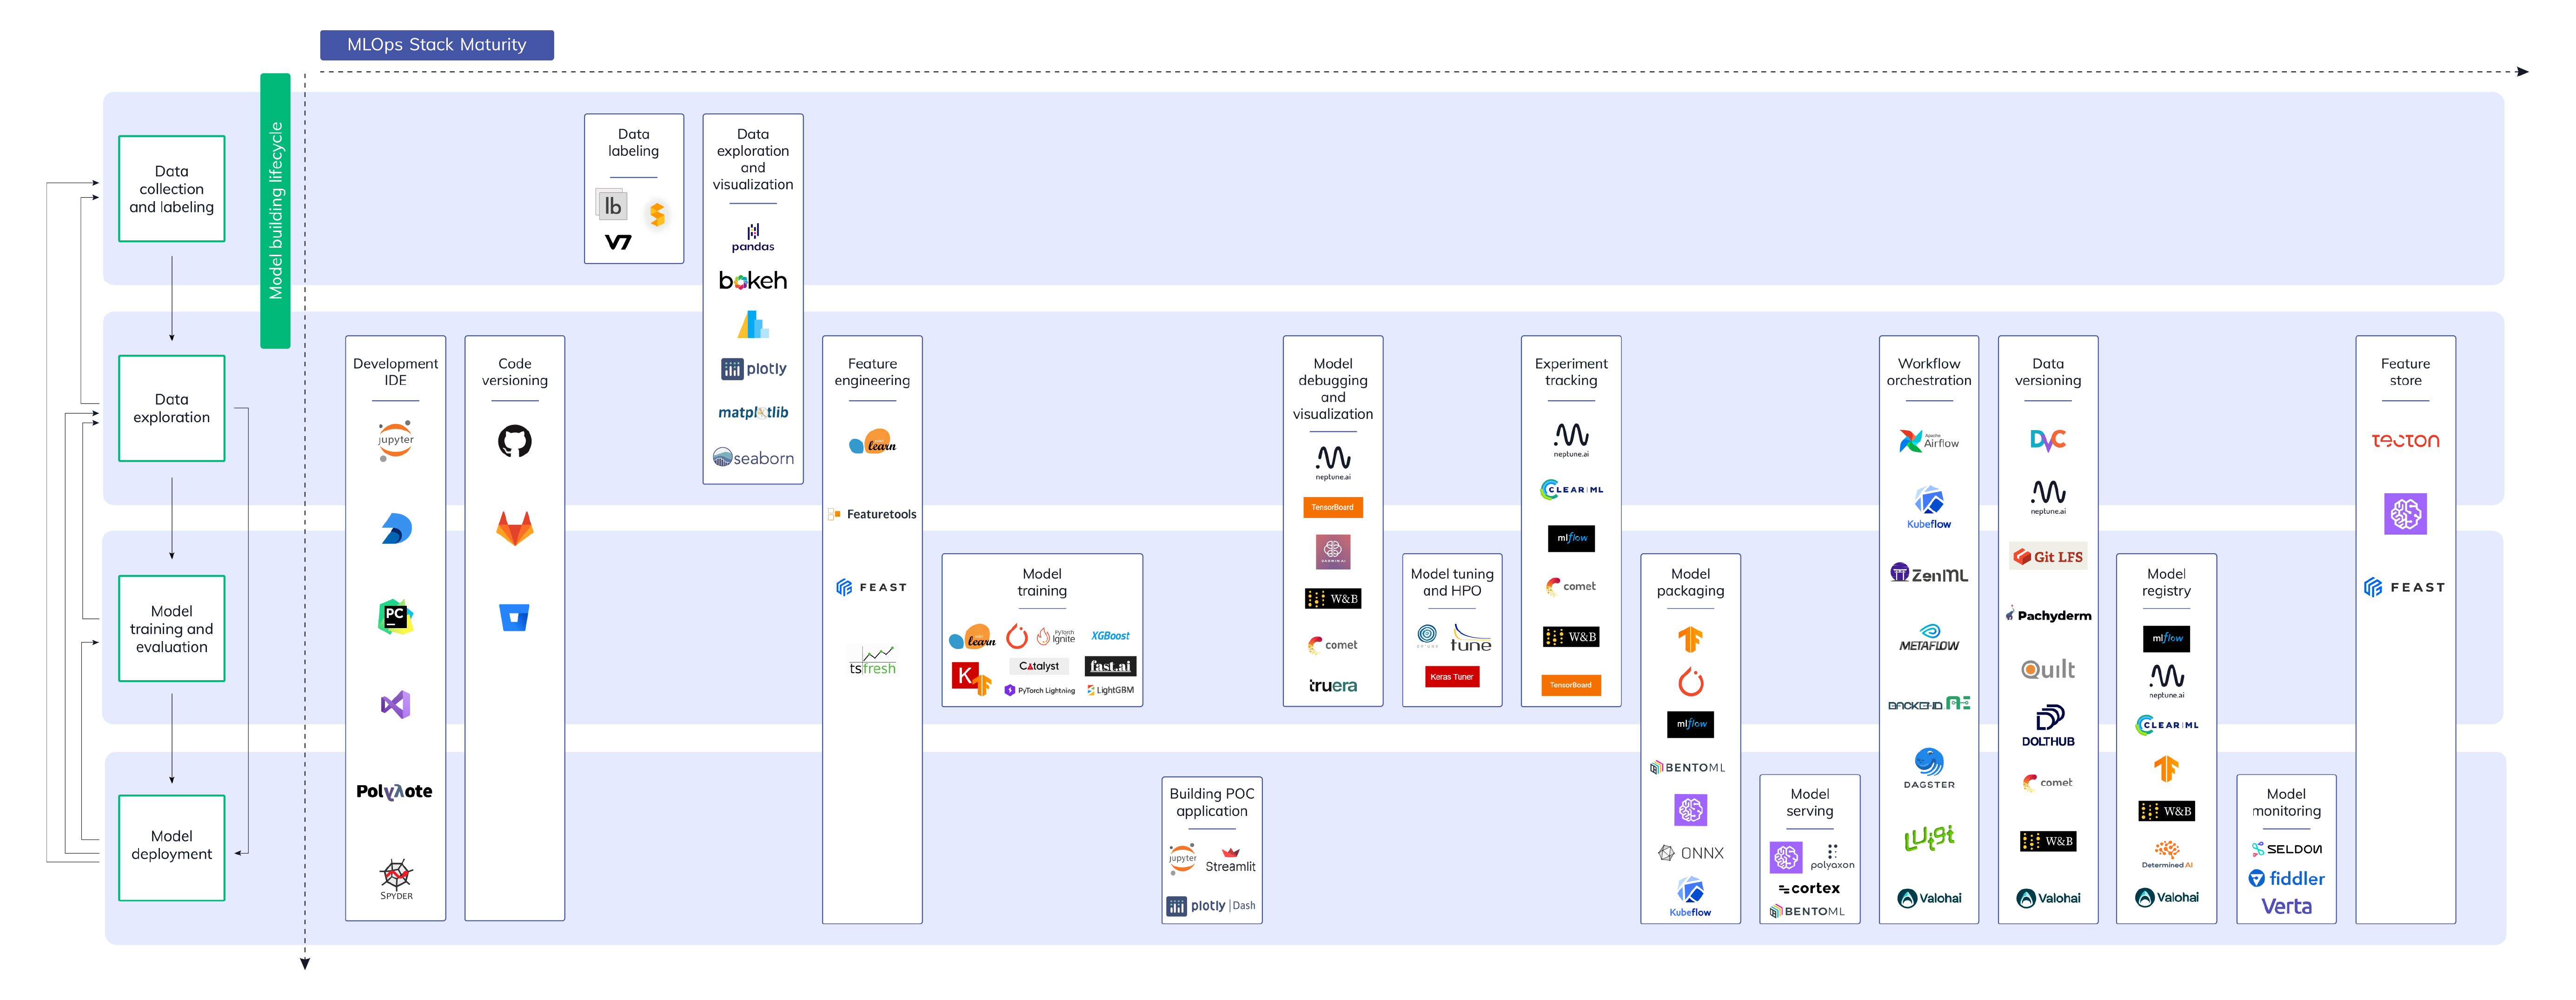 MLOps Stack Maturity
Model building lifecycle
Data
collection
and labeling
Data
exploration
Model
training and
evaluation
Model
deployment
Development
IDE
jupyter
PC
Polyλote
SPYDER
Code
versioning
Data
labeling
lb
V7
Data
exploration
and
visualization
pandas
bokeh
plotly
matplotlib
seaborn
Feature
engineering
learn
Featuretools
FEAST
tsfresh
Model
training
learn
PyTorch
Ignite
XGBoost
K
Catalyst
fast.ai
PyTorch Lightning
LightGBM
Building POC
application
jupyter
Streamlit
plotly | Dash
Model
debugging
and
visualization
neptune.ai
TensorBoard
DARWINAI
W&B
comet
truera
Model tuning
and HPO
OPTUNA
tune
Keras Tuner
Experiment
tracking
neptune.ai
CLEAR|ML
mlflow
comet
W&B
TensorBoard
Model
packaging
mlflow
BENTOML
ONNX
Kubeflow
Model
serving
polyaxon
cortex
BENTOML
Workflow
orchestration
Apache
Airflow
Kubeflow
ZenML
METAFLOW
BACKEND.AI
DAGSTER
Luigi
Valohai
Data
versioning
DVC
neptune.ai
Git LFS
Pachyderm
Quilt
DOLTHUB
comet
W&B
Valohai
Model
registry
mlflow
neptune.ai
CLEAR|ML
W&B
Determined AI
Valohai
Model
monitoring
SELDON
fiddler
Verta
Feature
store
TECTON
FEAST